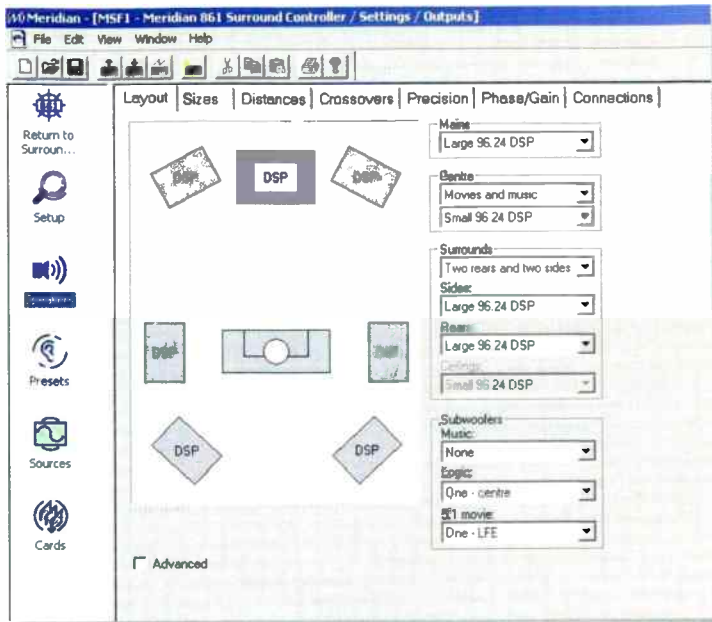 Meridian - [MSF1 - Meridian 861 Surround Controller / Settings / Outputs]
File Edit View Window Help
Return to
Surroun...
Setup
Presets
Sources
Cards
Layout Sizes Distances Crossovers Precision Phase/Gain Connections
DSP DSP DSP
DSP DSP
DSP DSP
Mains
Large 96.24 DSP
Centre
Movies and music
Small 96 24 DSP
Surrounds
Two rears and two sides
Sides:
Large 96.24 DSP
Rears:
Large 96.24 DSP
Ceilings:
Small 96 24 DSP
Subwoofers
Music:
None
Logic:
One - centre
5.1 movie:
One - LFE
Advanced